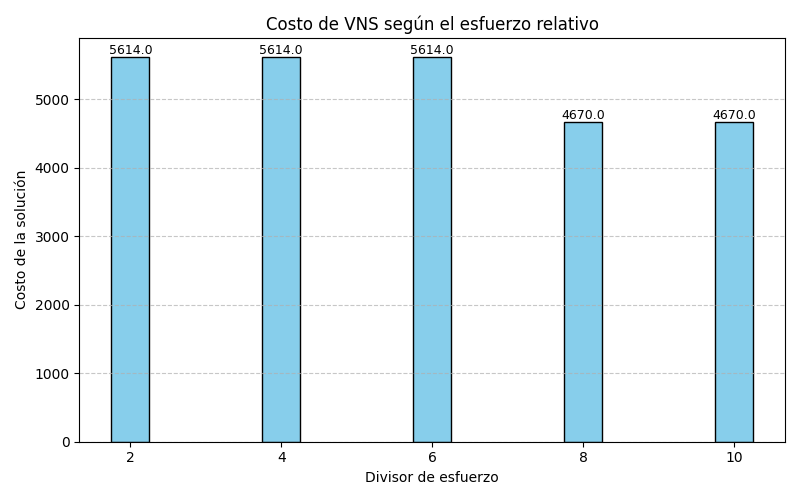 Costo de VNS según el esfuerzo relativo
5614.0 5614.0 5614.0 4670.0 4670.0
5000
4000
3000
2000
1000
0
Costo de la solución
2 4 6 8 10
Divisor de esfuerzo